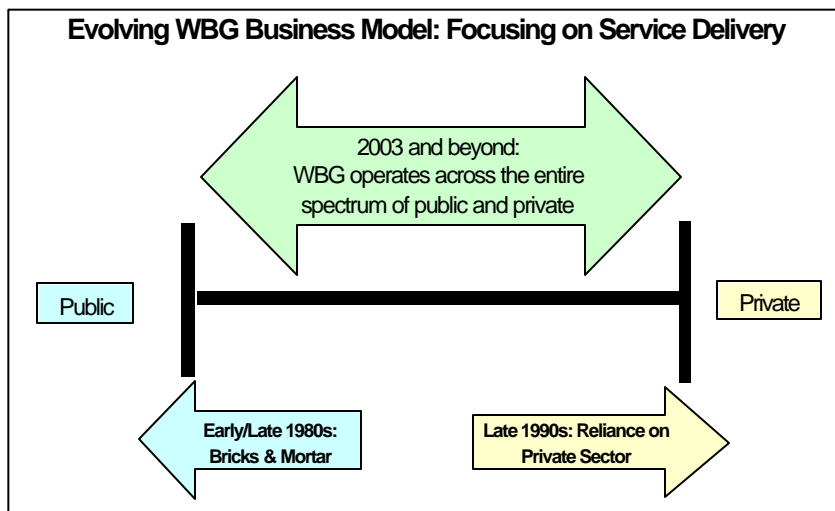 Evolving WBG Business Model: Focusing on Service Delivery
2003 and beyond:
WBG operates across the entire
spectrum of public and private
Public
Private
Early/Late 1980s:
Bricks & Mortar
Late 1990s: Reliance on
Private Sector